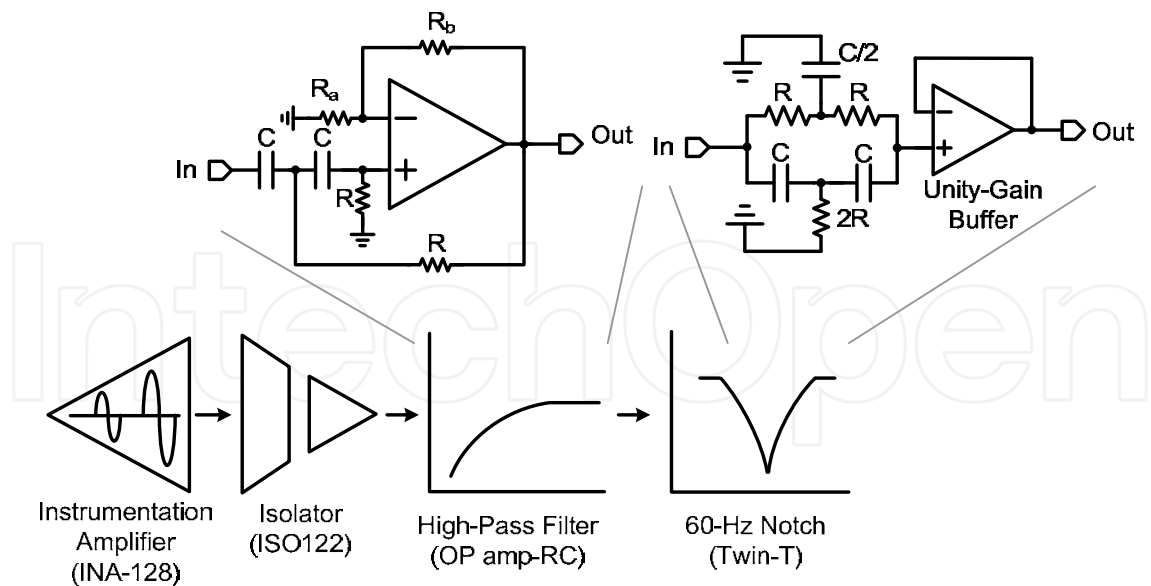 Rb
Ra
C
C
In
R
R
Out
C/2
R
R
In
C
C
2R
Out
Unity-Gain
Buffer
IntechOpen
Instrumentation
Amplifier
(INA-128)
Isolator
(ISO122)
High-Pass Filter
(OP amp-RC)
60-Hz Notch
(Twin-T)